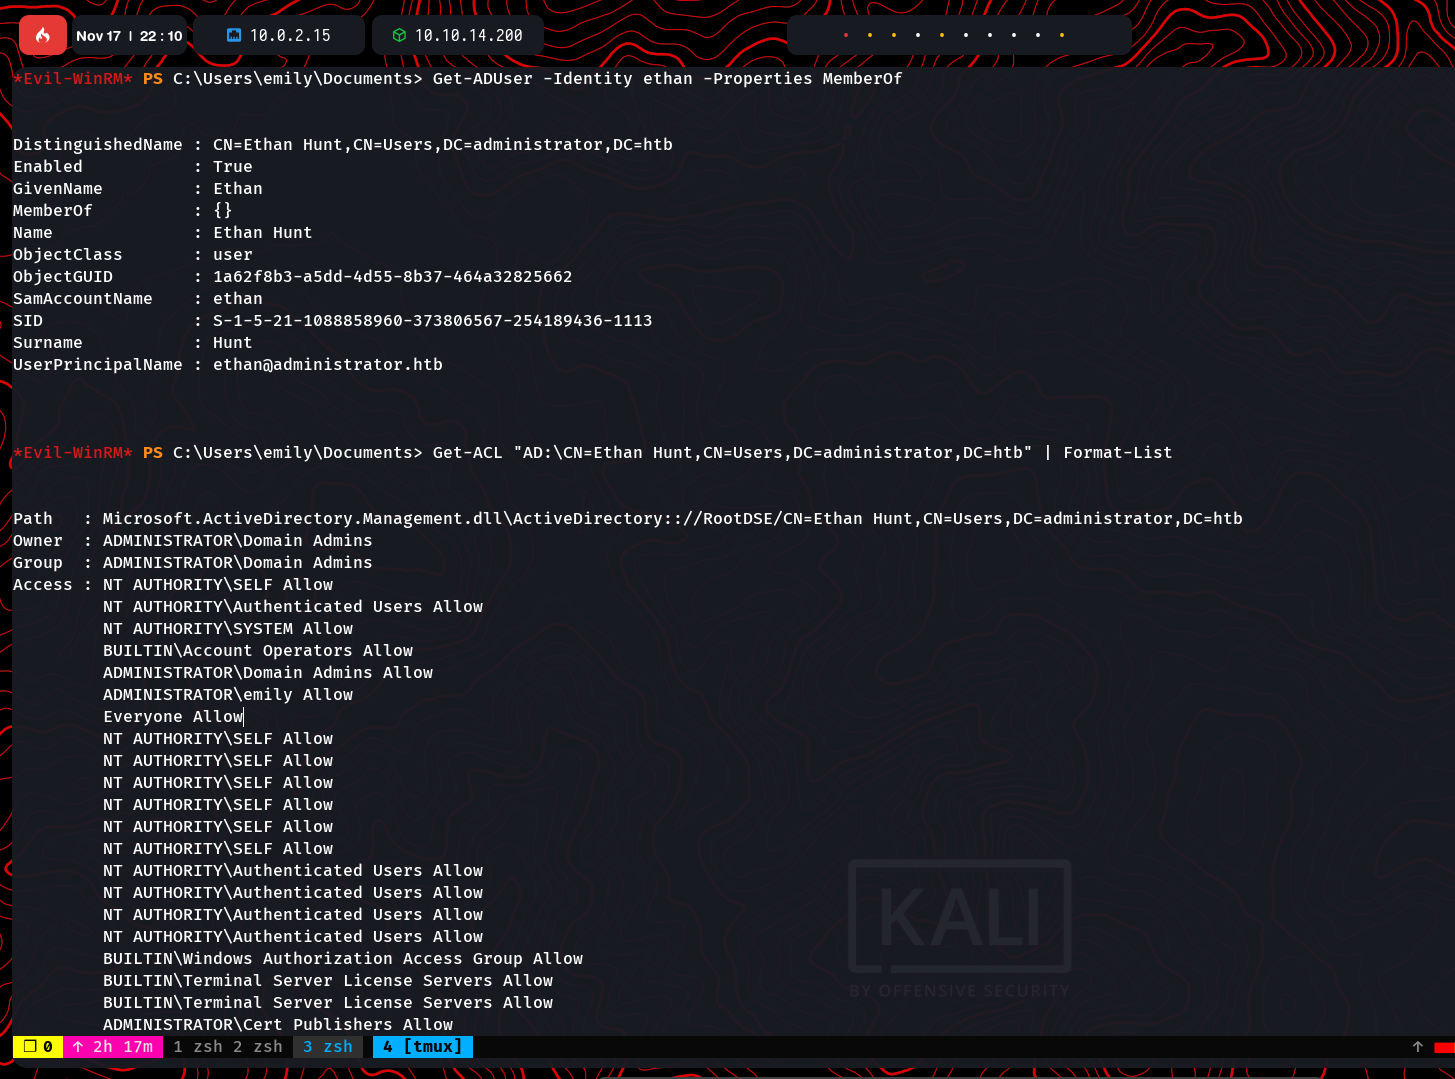 Nov 17 | 22 : 10 10.0.2.15 10.10.14.200
*Evil-WinRM* PS C:\Users\emily\Documents> Get-ADUser -Identity ethan -Properties MemberOf
DistinguishedName : CN=Ethan Hunt,CN=Users,DC=administrator,DC=htb
Enabled           : True
GivenName         : Ethan
MemberOf          : {}
Name              : Ethan Hunt
ObjectClass       : user
ObjectGUID        : 1a62f8b3-a5dd-4d55-8b37-464a32825662
SamAccountName    : ethan
SID               : S-1-5-21-1088858960-373806567-254189436-1113
Surname           : Hunt
UserPrincipalName : ethan@administrator.htb
*Evil-WinRM* PS C:\Users\emily\Documents> Get-ACL "AD:\CN=Ethan Hunt,CN=Users,DC=administrator,DC=htb" | Format-List
Path   : Microsoft.ActiveDirectory.Management.dll\ActiveDirectory:://RootDSE/CN=Ethan Hunt,CN=Users,DC=administrator,DC=htb
Owner  : ADMINISTRATOR\Domain Admins
Group  : ADMINISTRATOR\Domain Admins
Access : NT AUTHORITY\SELF Allow
NT AUTHORITY\Authenticated Users Allow
NT AUTHORITY\SYSTEM Allow
BUILTIN\Account Operators Allow
ADMINISTRATOR\Domain Admins Allow
ADMINISTRATOR\emily Allow
Everyone Allow
NT AUTHORITY\SELF Allow
NT AUTHORITY\SELF Allow
NT AUTHORITY\SELF Allow
NT AUTHORITY\SELF Allow
NT AUTHORITY\SELF Allow
NT AUTHORITY\SELF Allow
NT AUTHORITY\Authenticated Users Allow
NT AUTHORITY\Authenticated Users Allow
NT AUTHORITY\Authenticated Users Allow
NT AUTHORITY\Authenticated Users Allow
BUILTIN\Windows Authorization Access Group Allow
BUILTIN\Terminal Server License Servers Allow
BUILTIN\Terminal Server License Servers Allow
ADMINISTRATOR\Cert Publishers Allow
KALI
BY OFFENSIVE SECURITY
❐ 0 ↑ 2h 17m 1 zsh 2 zsh 3 zsh 4 [tmux] ↑